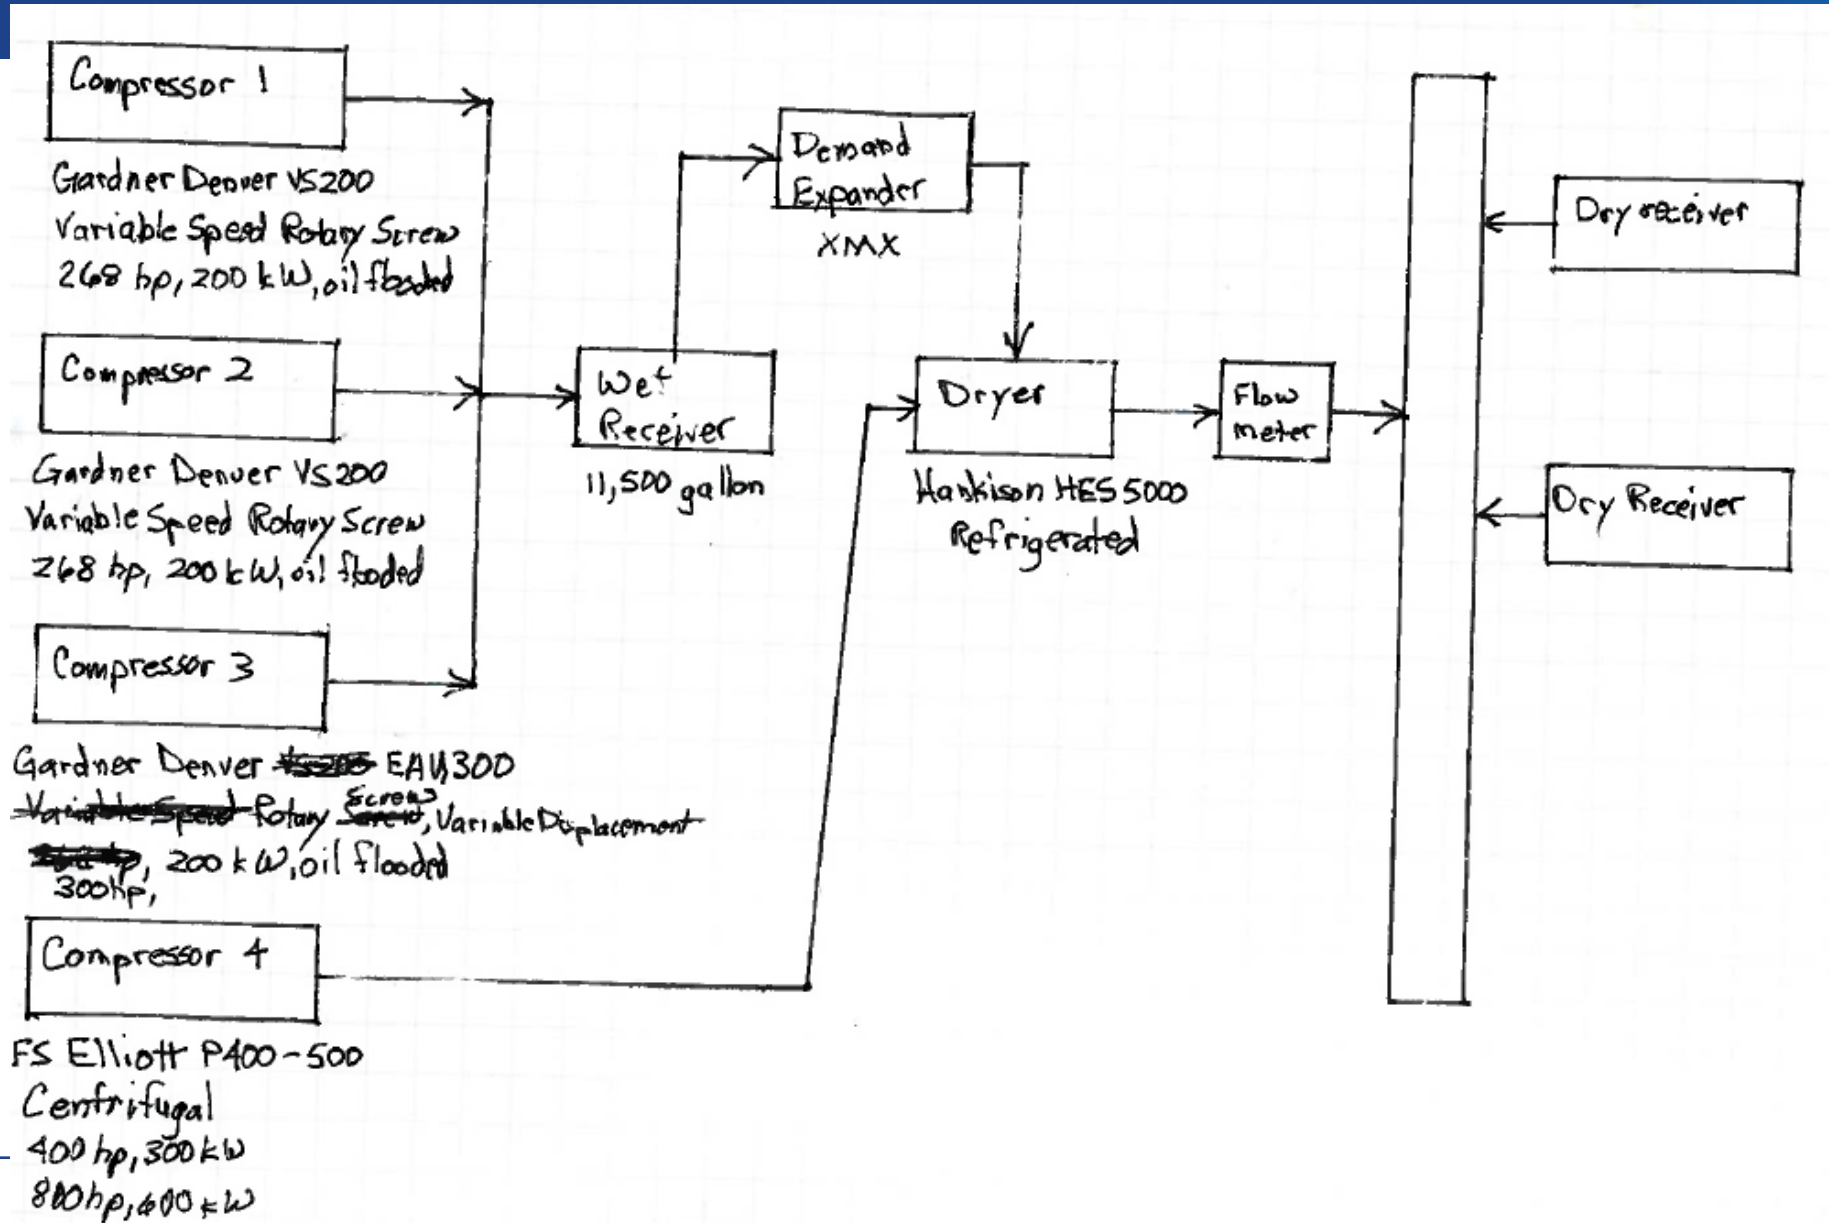 Compressor 1
Gardner Denver VS200
Variable Speed Rotary Screw
268 hp, 200 kW, oil flooded
Compressor 2
Gardner Denver VS200
Variable Speed Rotary Screw
268 hp, 200 kW, oil flooded
Compressor 3
Gardner Denver EAU300
Rotary Screw, Variable Displacement
, 200 kW, oil flooded
300hp,
Compressor 4
FS Elliott P400-500
Centrifugal
400 hp, 300 kW
800 hp, 600 kW
Wet
Receiver
11,500 gallon
Demand
Expander
XMX
Dryer
Hankison HES 5000
Refrigerated
Flow
meter
Dry receiver
Dry Receiver